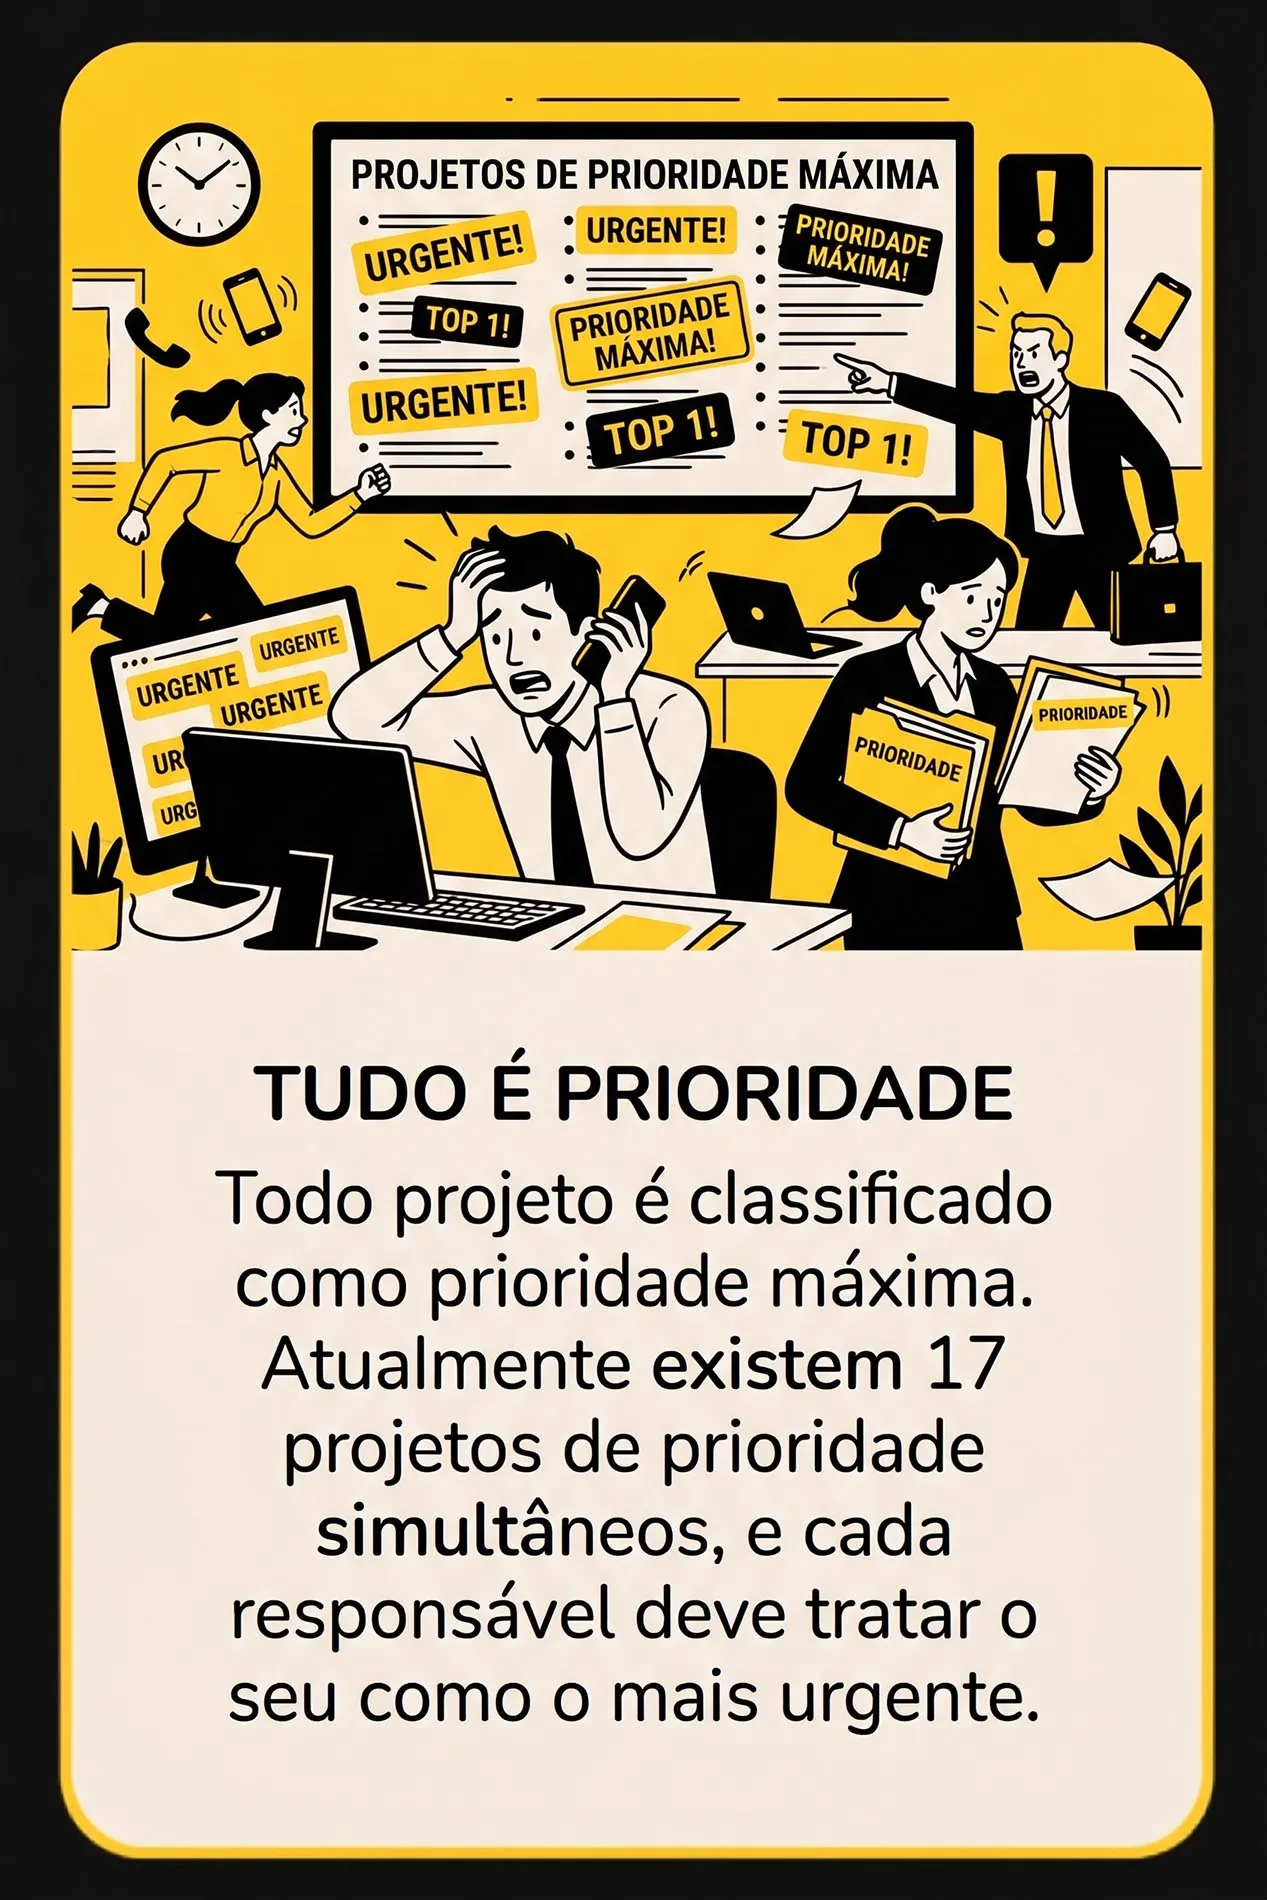 PROJETOS DE PRIORIDADE MÁXIMA
URGENTE!
URGENTE!
PRIORIDADE
MÁXIMA!
TOP 1!
PRIORIDADE
MÁXIMA!
URGENTE!
TOP 1!
TOP 1!
URGENTE
URGENTE
URGENTE
UR
URG
PRIORIDADE
PRIORIDADE
TUDO É PRIORIDADE
Todo projeto é classificado
como prioridade máxima.
Atualmente existem 17
projetos de prioridade
simultâneos, e cada
responsável deve tratar o
seu como o mais urgente.